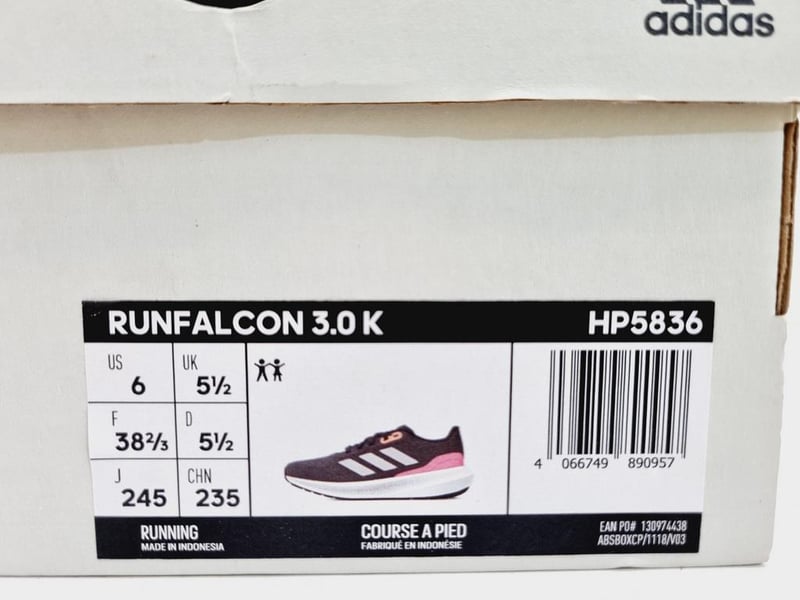 adidas
RUNFALCON 3.0 K HP5836
US 6 UK 5½
F 38⅔ D 5½
J 245 CHN 235
4 066749 890957
RUNNING
MADE IN INDONESIA
COURSE A PIED
FABRIQUÉ EN INDONÉSIE
EAN PO# 130974438
ABSBOXCP/1118/V03